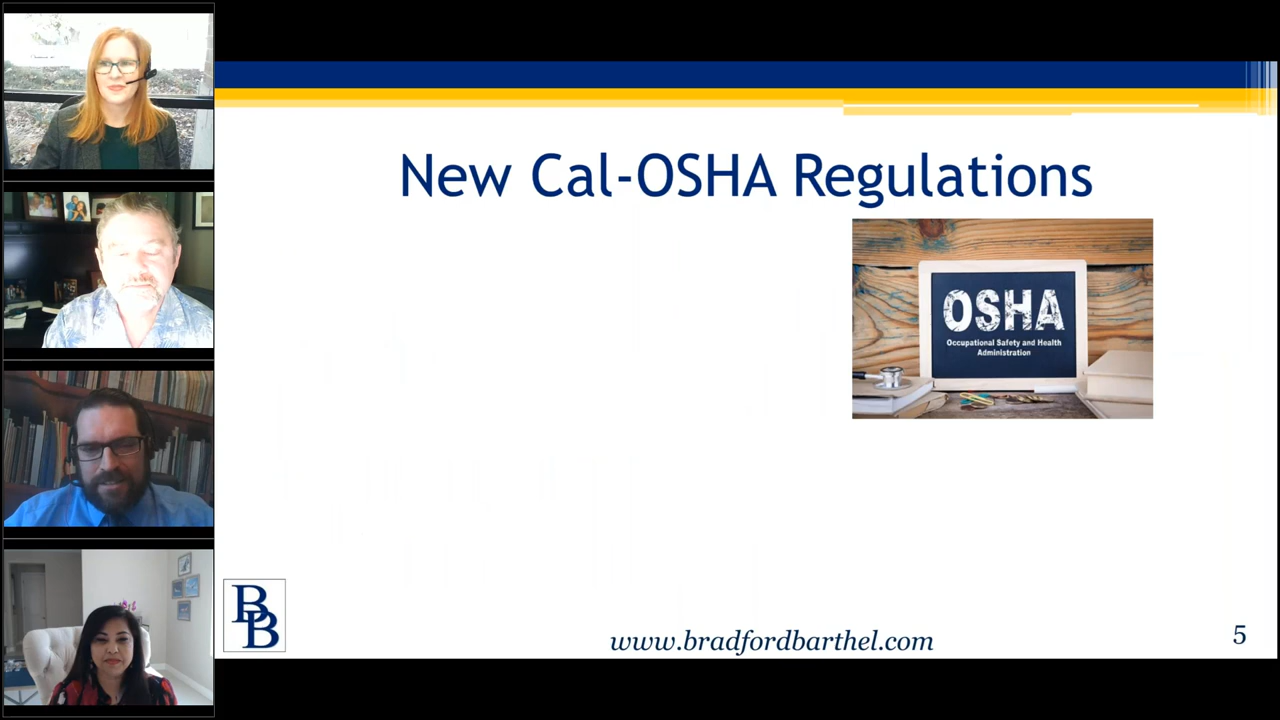 New Cal-OSHA Regulations
OSHA
Occupational Safety and Health
Administration
BB
www.bradfordbarthel.com
5